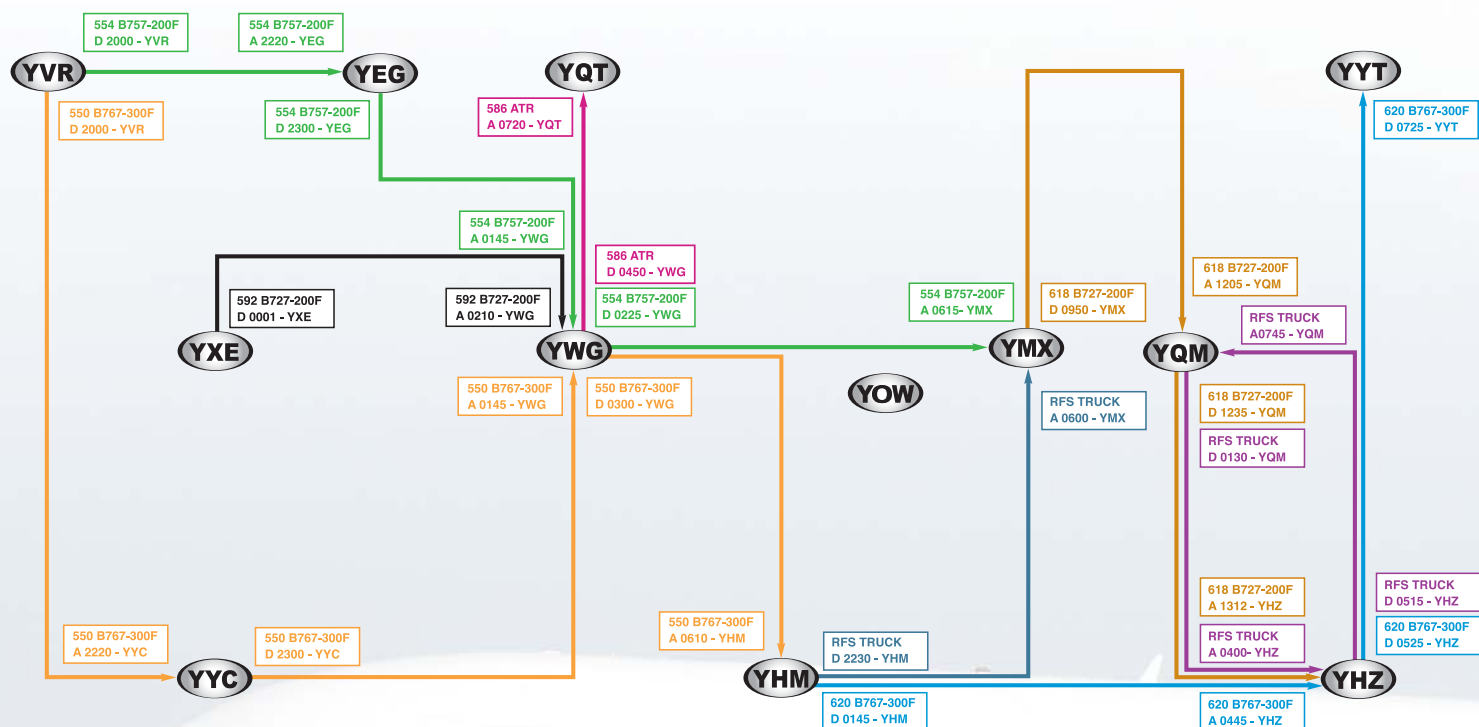 554 B757-200F
D 2000 - YVR
554 B757-200F
A 2220 - YEG
YVR
YEG
YQT
YYT
550 B767-300F
D 2000 - YVR
554 B757-200F
D 2300 - YEG
586 ATR
A 0720 - YQT
620 B767-300F
D 0725 - YYT
554 B757-200F
A 0145 - YWG
586 ATR
D 0450 - YWG
592 B727-200F
D 0001 - YXE
592 B727-200F
A 0210 - YWG
554 B757-200F
D 0225 - YWG
554 B757-200F
A 0615- YMX
618 B727-200F
D 0950 - YMX
618 B727-200F
A 1205 - YQM
RFS TRUCK
A0745 - YQM
YXE
YWG
YMX
YQM
YOW
550 B767-300F
A 0145 - YWG
550 B767-300F
D 0300 - YWG
RFS TRUCK
A 0600 - YMX
618 B727-200F
D 1235 - YQM
RFS TRUCK
D 0130 - YQM
550 B767-300F
A 2220 - YYC
550 B767-300F
D 2300 - YYC
550 B767-300F
A 0610 - YHM
RFS TRUCK
D 2230 - YHM
618 B727-200F
A 1312 - YHZ
RFS TRUCK
A 0400- YHZ
RFS TRUCK
D 0515 - YHZ
620 B767-300F
D 0525 - YHZ
YYC
YHM
YHZ
620 B767-300F
D 0145 - YHM
620 B767-300F
A 0445 - YHZ